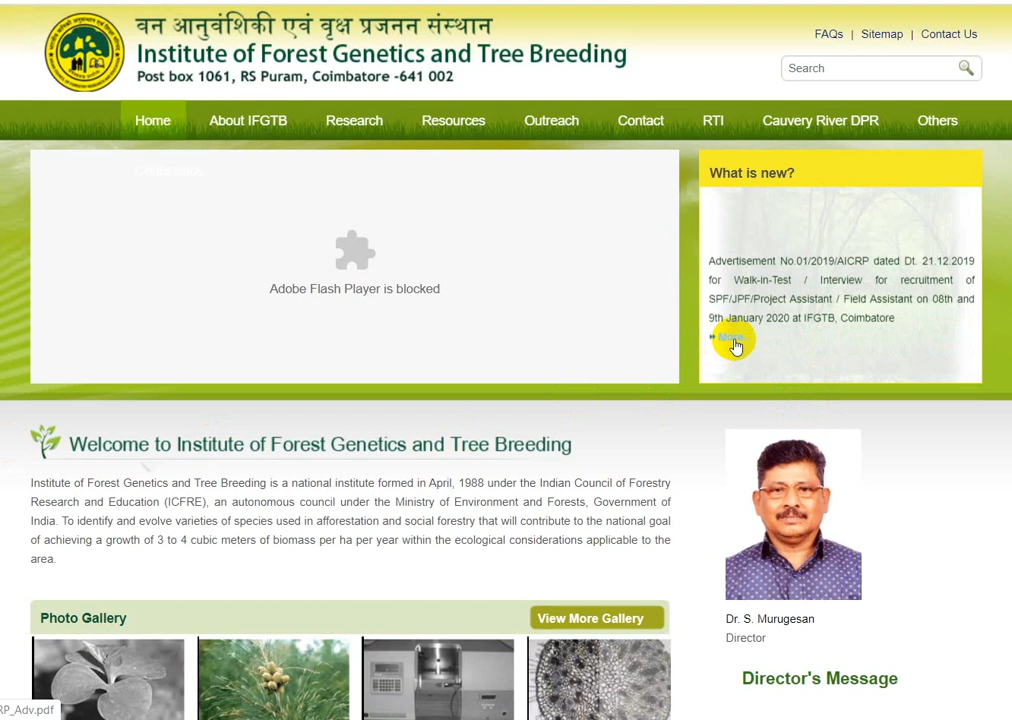 वन आनुवंशिकी एवं वृक्ष प्रजनन संस्थान
Institute of Forest Genetics and Tree Breeding
Post box 1061, RS Puram, Coimbatore -641 002
FAQs | Sitemap | Contact Us
Search
Home About IFGTB Research Resources Outreach Contact RTI Cauvery River DPR Others
Adobe Flash Player is blocked
What is new?
Advertisement No.01/2019/AICRP dated Dt. 21.12.2019
for Walk-in-Test / Interview for recruitment of
SPF/JPF/Project Assistant / Field Assistant on 08th and
9th January 2020 at IFGTB, Coimbatore
More
Welcome to Institute of Forest Genetics and Tree Breeding
Institute of Forest Genetics and Tree Breeding is a national institute formed in April, 1988 under the Indian Council of Forestry
Research and Education (ICFRE), an autonomous council under the Ministry of Environment and Forests, Government of
India. To identify and evolve varieties of species used in afforestation and social forestry that will contribute to the national goal
of achieving a growth of 3 to 4 cubic meters of biomass per ha per year within the ecological considerations applicable to the
area.
Photo Gallery
View More Gallery
Dr. S. Murugesan
Director
Director's Message
RP_Adv.pdf